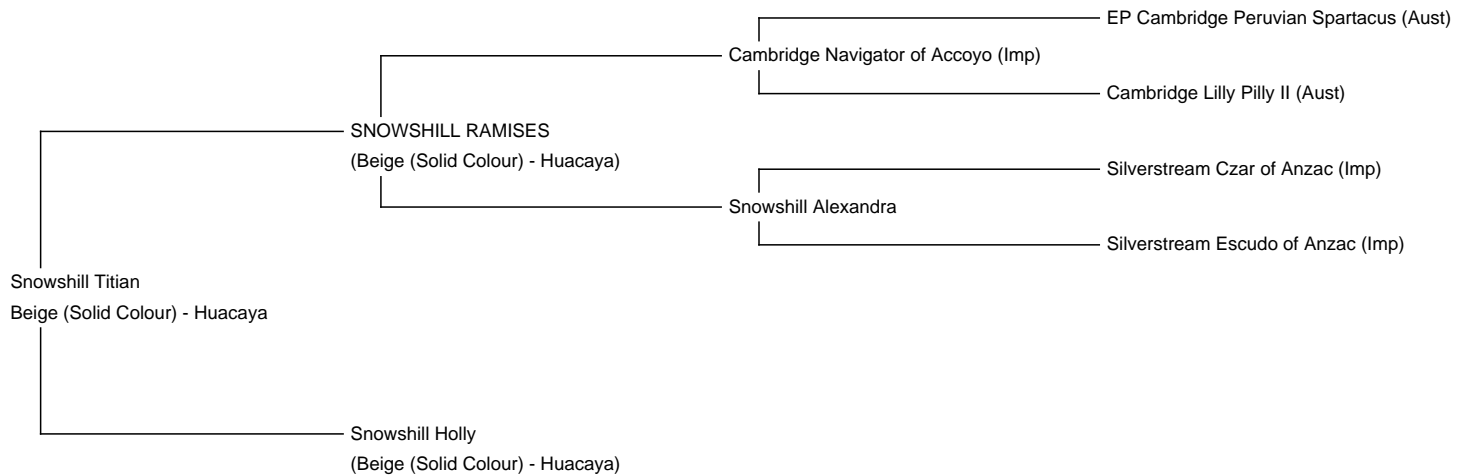 EP Cambridge Peruvian Spartacus (Aust)
Cambridge Navigator of Accoyo (Imp)
Cambridge Lilly Pilly II (Aust)
SNOWSHILL RAMISES
(Beige (Solid Colour) - Huacaya)
Silverstream Czar of Anzac (Imp)
Snowshill Alexandra
Silverstream Escudo of Anzac (Imp)
Snowshill Titian
Beige (Solid Colour) - Huacaya
Snowshill Holly
(Beige (Solid Colour) - Huacaya)